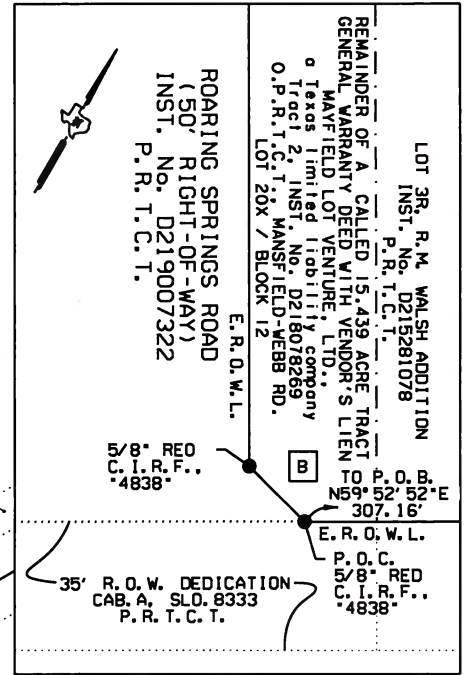 LOT 3R, R.M. WALSH ADDITION
INST. No. D215281078
P.R.T.C.T.
REMAINDER OF A CALLED 15.439 ACRE TRACT
GENERAL WARRANTY DEED WITH VENDOR'S LIEN
MAYFIELD LOT VENTURE, LTD.,
a Texas limited liability company
Tract 2, INST. No. D218078269
O.P.R.T.C.T., MANSFIELD-WEBB RD.
LOT 20X / BLOCK 12
E.R.O.W.L.
ROARING SPRINGS ROAD
(50' RIGHT-OF-WAY)
INST. No. D219007322
P.R.T.C.T.
5/8" RED
C.I.R.F.,
"4838"
B
TO P.O.B.
N59°52'52"E
307.16'
E.R.O.W.L.
P.O.C.
5/8" RED
C.I.R.F.,
"4838"
35' R.O.W. DEDICATION
CAB.A, SLD.8333
P.R.T.C.T.